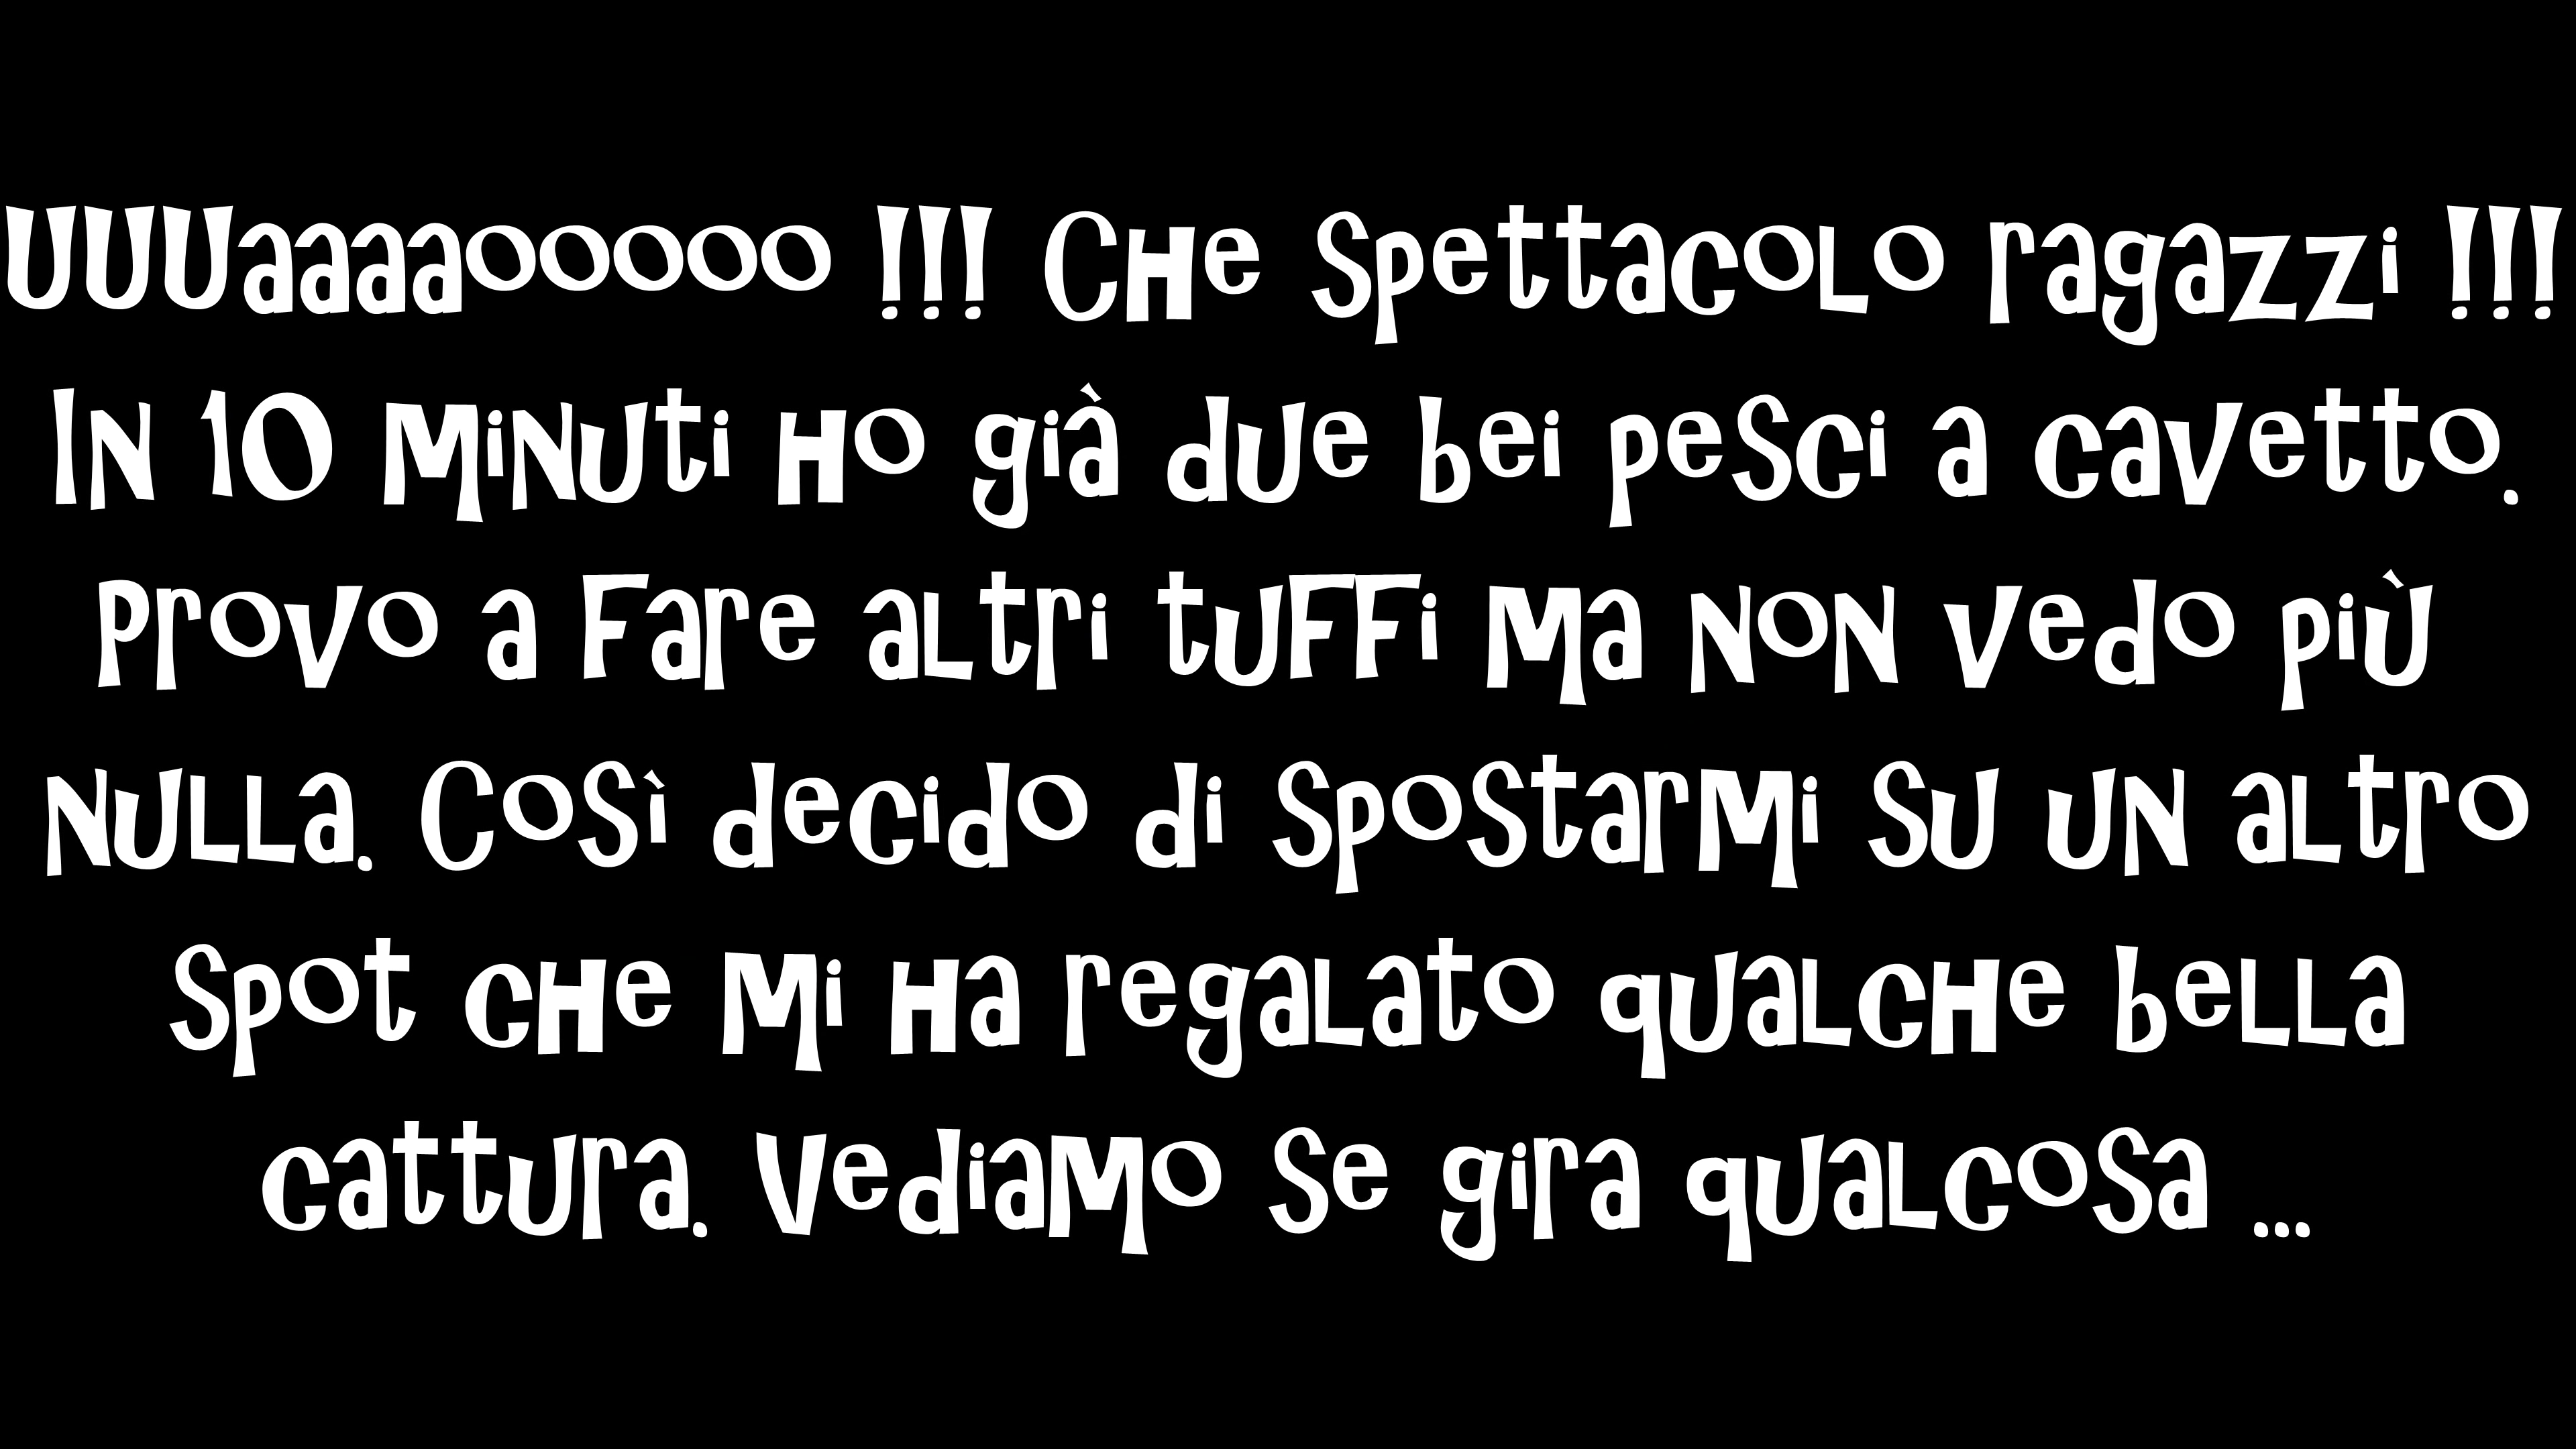 UUUaaaaooooo !!! Che spettacolo ragazzi !!!
In 10 minuti ho già due bei pesci a cavetto.
Provo a fare altri tuffi ma non vedo più
nulla. Così decido di spostarmi su un altro
spot che mi ha regalato qualche bella
cattura. Vediamo se gira qualcosa ...